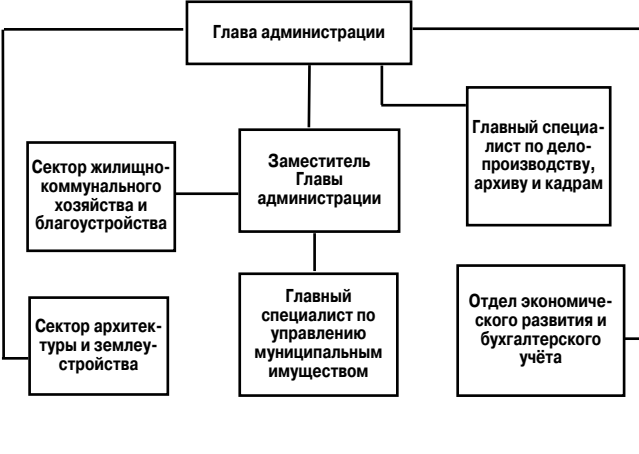 Глава администрации
Сектор жилищно-
коммунального
хозяйства и
благоустройства
Заместитель
Главы
администрации
Главный специа-
лист по дело-
производству,
архиву и кадрам
Сектор архитек-
туры и землеу-
стройства
Главный
специалист по
управлению
муниципальным
имуществом
Отдел экономиче-
ского развития и
бухгалтерского
учёта